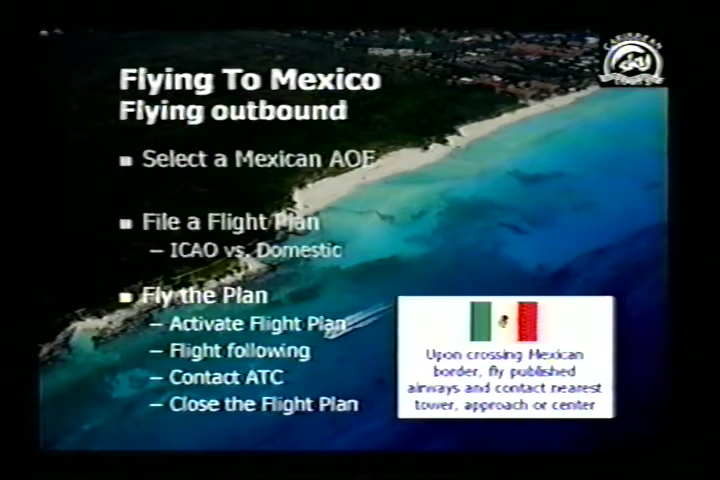 CARIBBEAN
Flying To Mexico
Flying outbound
▪ Select a Mexican AOE
▪ File a Flight Plan
– ICAO vs. Domestic
▪ Fly the Plan
– Activate Flight Plan
– Flight following
– Contact ATC
– Close the Flight Plan
Upon crossing Mexican
border, fly published
airways and contact nearest
tower, approach or center